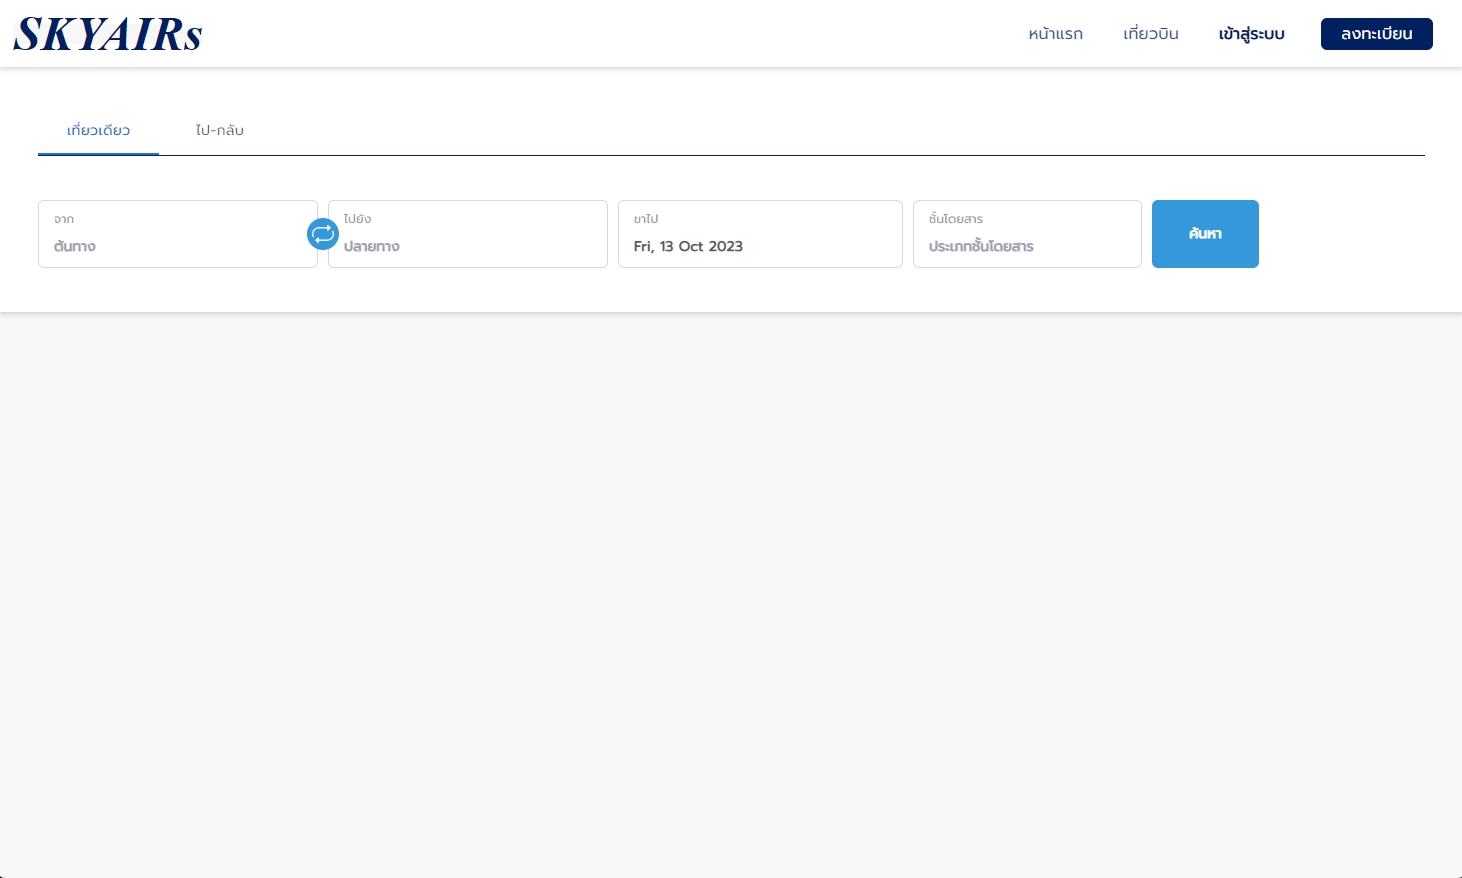 SKYAIRs
หน้าแรก เที่ยวบิน เข้าสู่ระบบ ลงทะเบียน
เที่ยวเดียว ไป-กลับ
จาก ไปยัง ขาไป ชั้นโดยสาร
ต้นทาง ปลายทาง Fri, 13 Oct 2023 ประเภทชั้นโดยสาร
ค้นหา